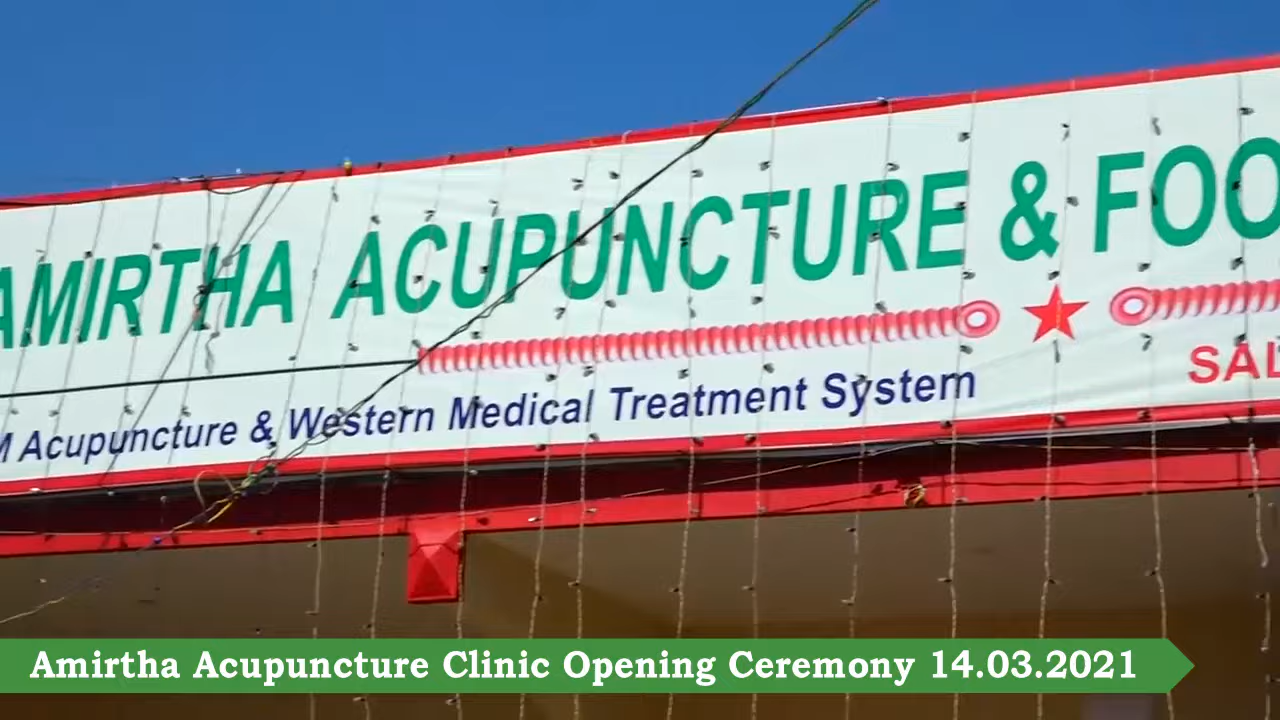 AMIRTHA ACUPUNCTURE & FOO
SAL
M Acupuncture & Western Medical Treatment System
Amirtha Acupuncture Clinic Opening Ceremony 14.03.2021